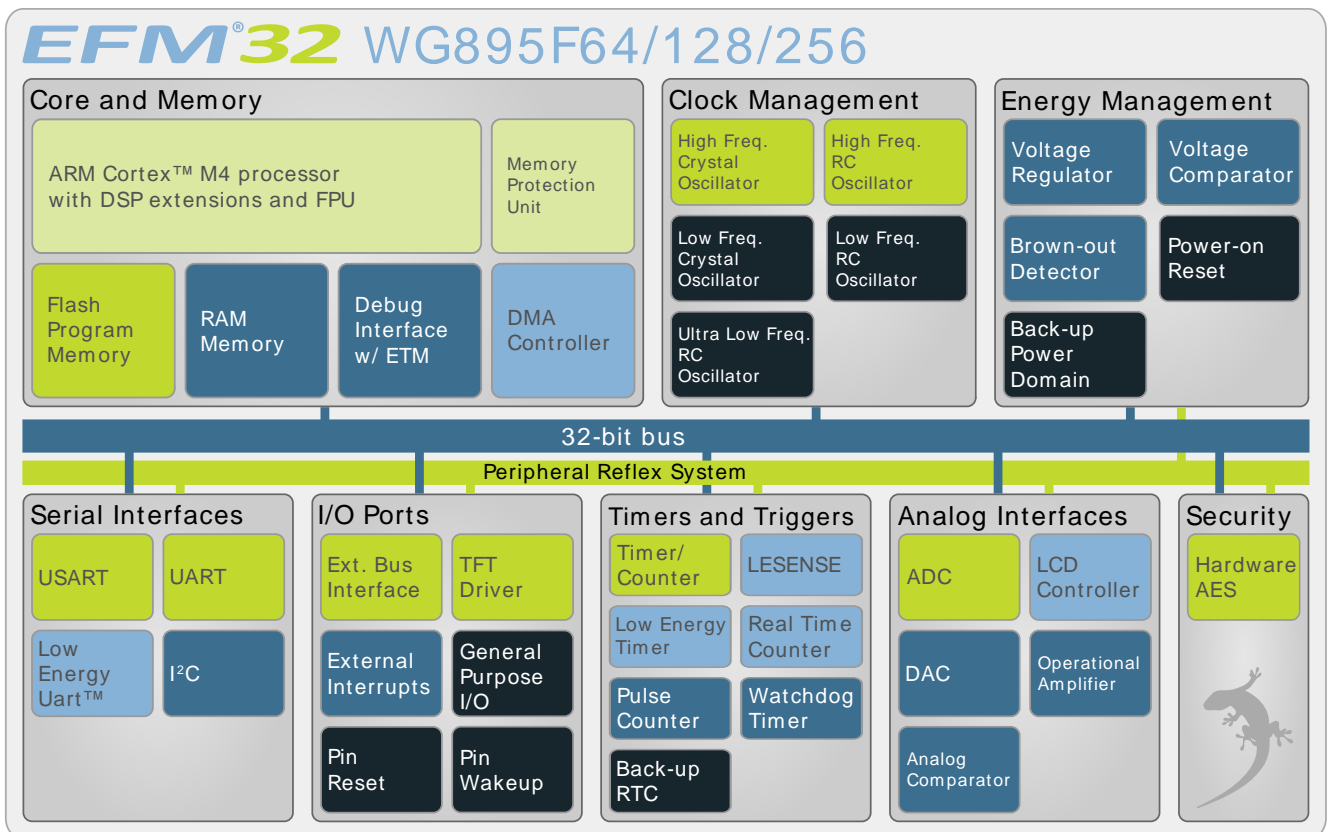 EFM®32 WG895F64/128/256
Core and Memory
ARM Cortex™ M4 processor
with DSP extensions and FPU
Memory
Protection
Unit
Flash
Program
Memory
RAM
Memory
Debug
Interface
w/ ETM
DMA
Controller
Clock Management
High Freq.
Crystal
Oscillator
High Freq.
RC
Oscillator
Low Freq.
Crystal
Oscillator
Low Freq.
RC
Oscillator
Ultra Low Freq.
RC
Oscillator
Energy Management
Voltage
Regulator
Voltage
Comparator
Brown-out
Detector
Power-on
Reset
Back-up
Power
Domain
32-bit bus
Peripheral Reflex System
Serial Interfaces
USART
UART
Low
Energy
Uart™
I²C
I/O Ports
Ext. Bus
Interface
TFT
Driver
External
Interrupts
General
Purpose
I/O
Pin
Reset
Pin
Wakeup
Timers and Triggers
Timer/
Counter
LESENSE
Low Energy
Timer
Real Time
Counter
Pulse
Counter
Watchdog
Timer
Back-up
RTC
Analog Interfaces
ADC
LCD
Controller
DAC
Operational
Amplifier
Analog
Comparator
Security
Hardware
AES